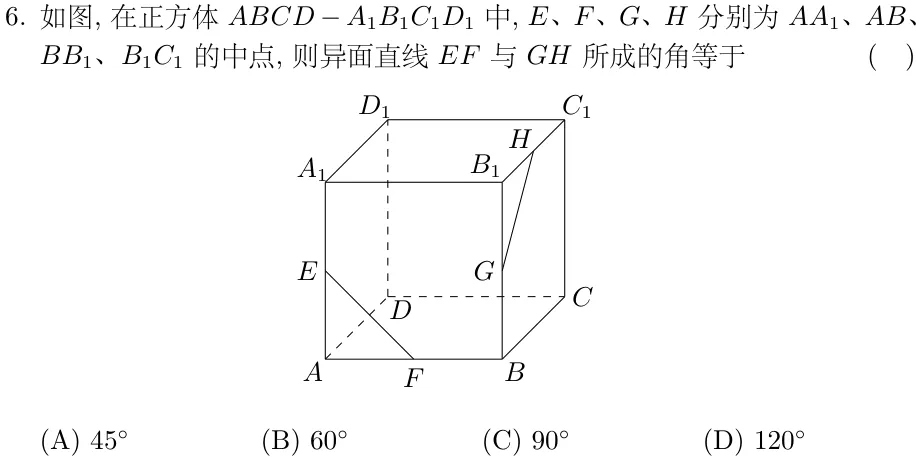 6. 如图, 在正方体 ABCD − A₁B₁C₁D₁ 中, E、F、G、H 分别为 AA₁、AB、
BB₁、B₁C₁ 的中点, 则异面直线 EF 与 GH 所成的角等于 ( )
D₁ C₁
H
A₁ B₁
E G
D C
A F B
(A) 45° (B) 60° (C) 90° (D) 120°